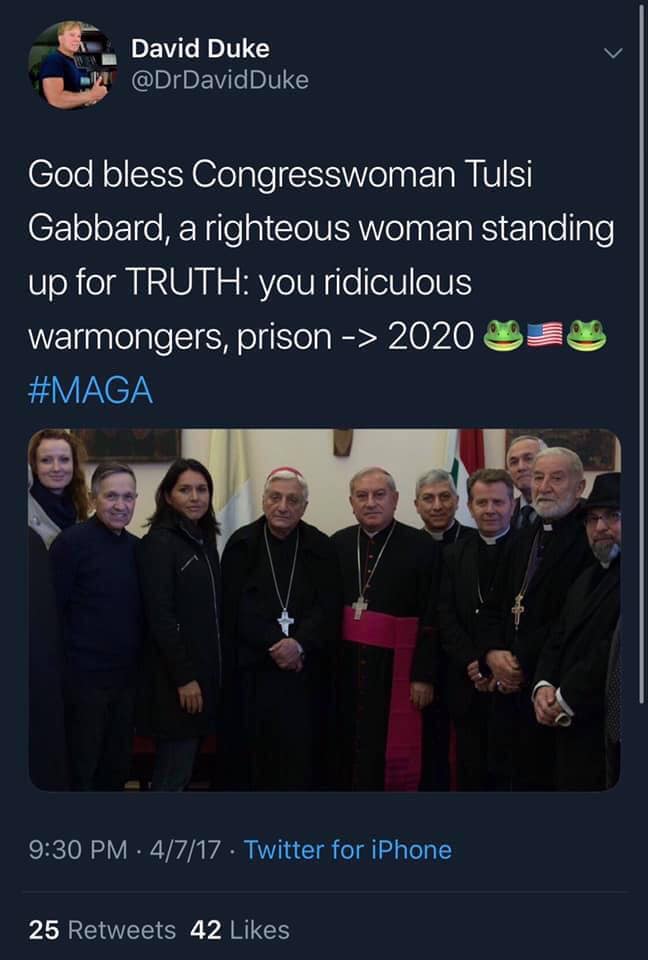 David Duke
@DrDavidDuke
God bless Congresswoman Tulsi
Gabbard, a righteous woman standing
up for TRUTH: you ridiculous
warmongers, prison -> 2020 🐸🇺🇸🐸
#MAGA
9:30 PM · 4/7/17 · Twitter for iPhone
25 Retweets 42 Likes